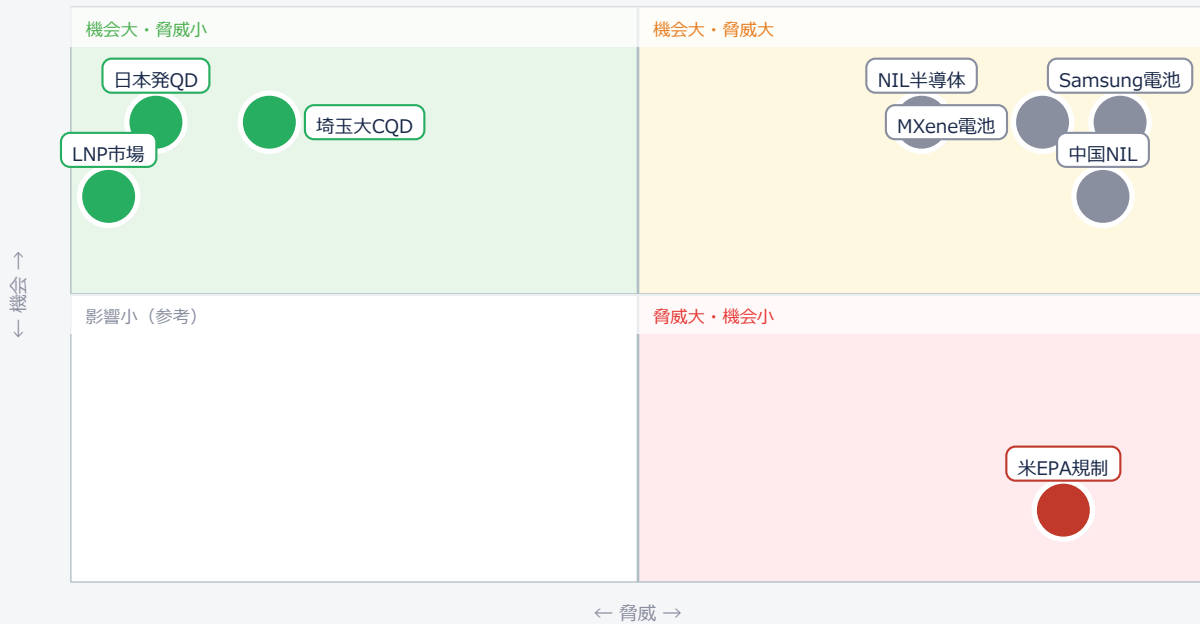 機会大・脅威小
機会大・脅威大
日本発QD
埼玉大CQD
LNP市場
NIL半導体
Samsung電池
MXene電池
中国NIL
← 機会 →
影響小（参考）
脅威大・機会小
米EPA規制
← 脅威 →